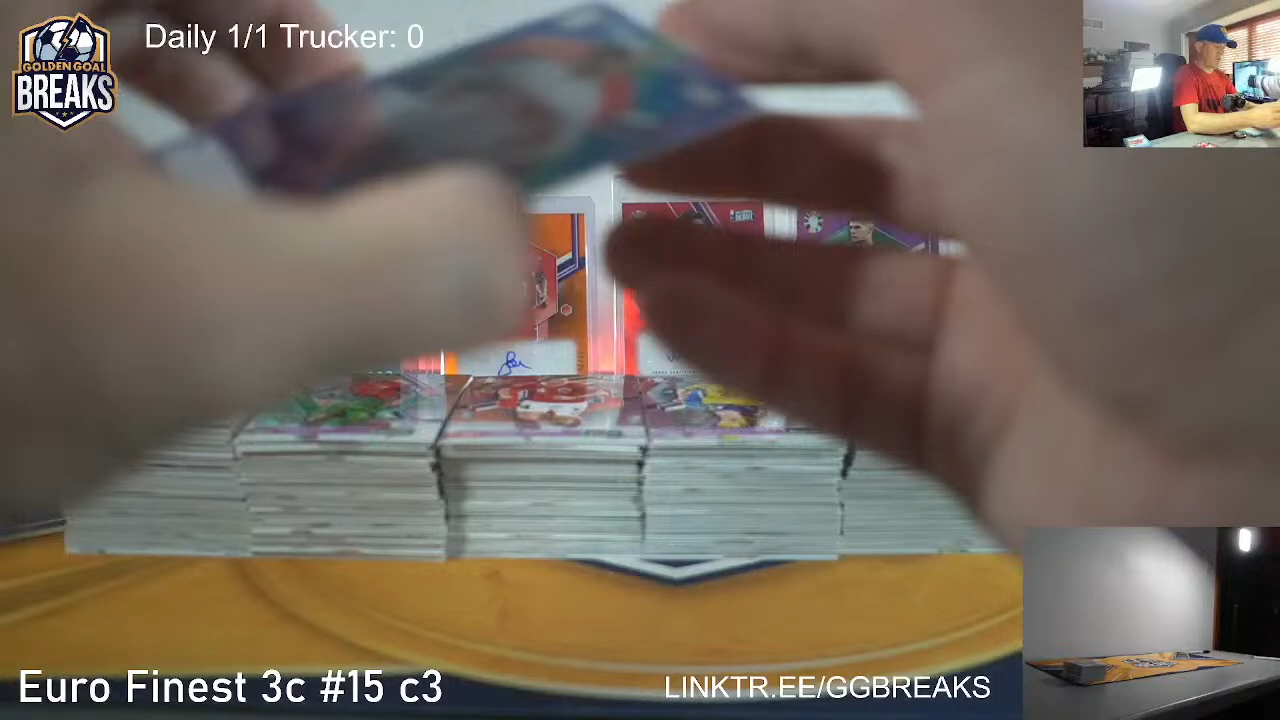 GOLDEN GOAL
BREAKS
Daily 1/1 Trucker: 0
Euro Finest 3c #15 c3
LINKTR.EE/GGBREAKS